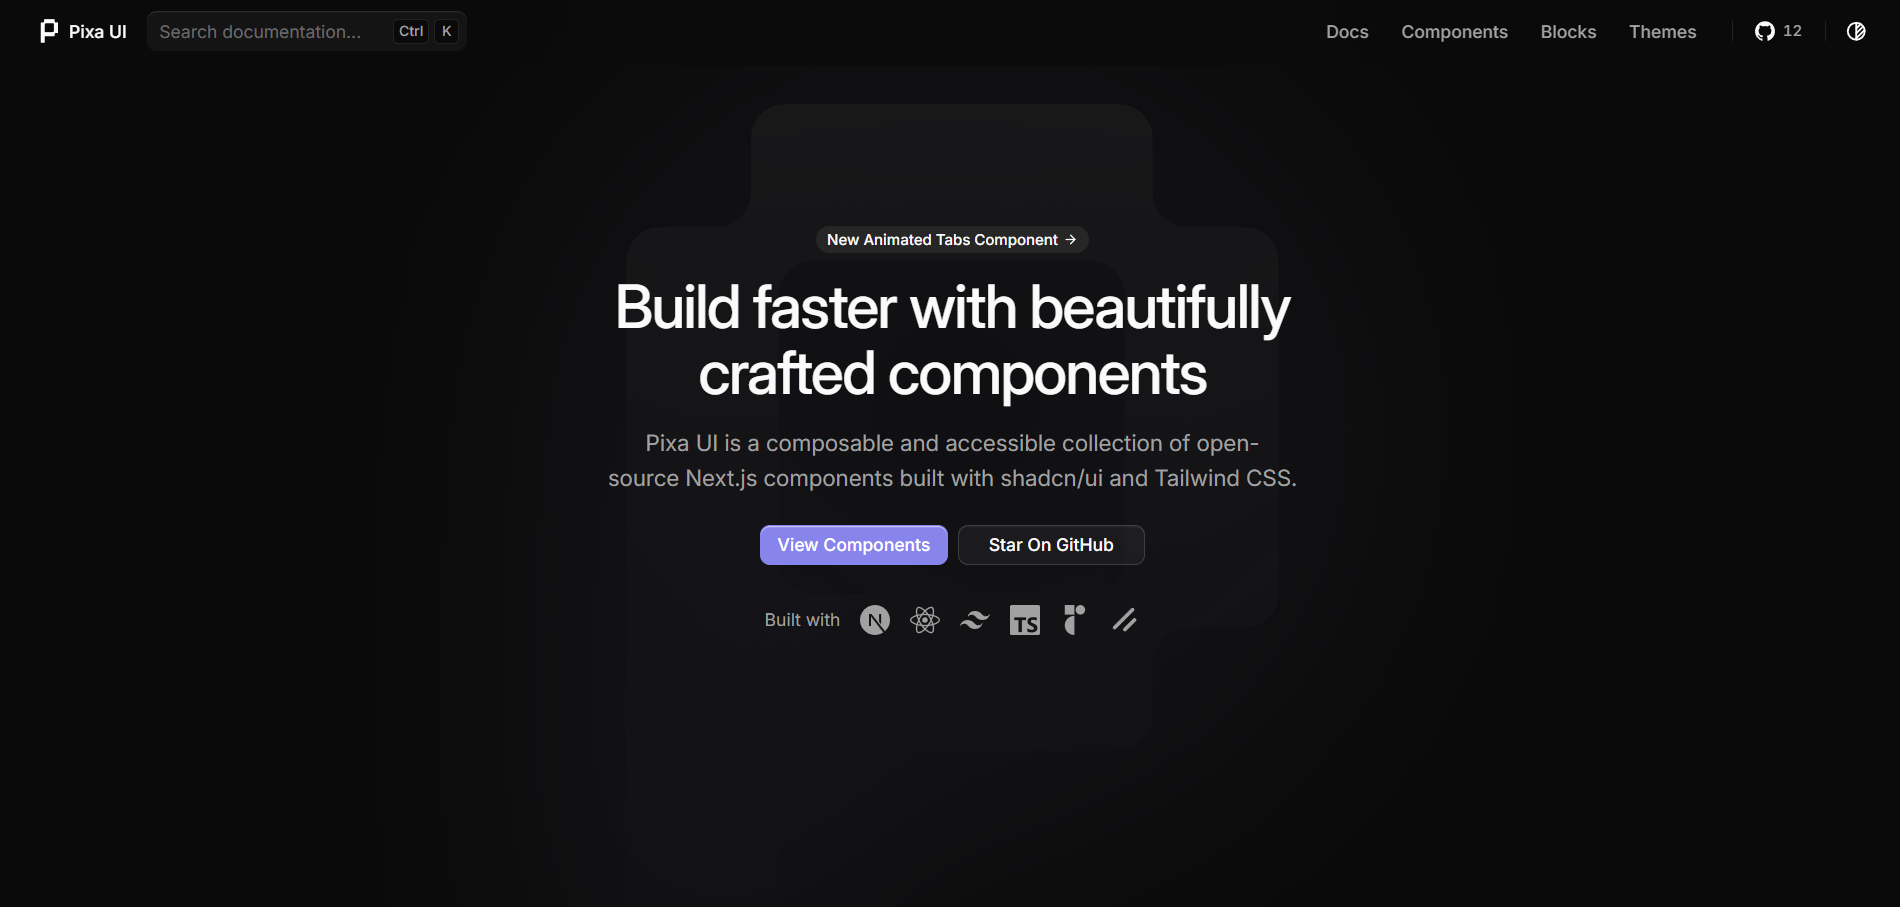 Pixa UI
Search documentation...
Ctrl K
Docs
Components
Blocks
Themes
12
New Animated Tabs Component →
Build faster with beautifully
crafted components
Pixa UI is a composable and accessible collection of open-
source Next.js components built with shadcn/ui and Tailwind CSS.
View Components
Star On GitHub
Built with
N
TS